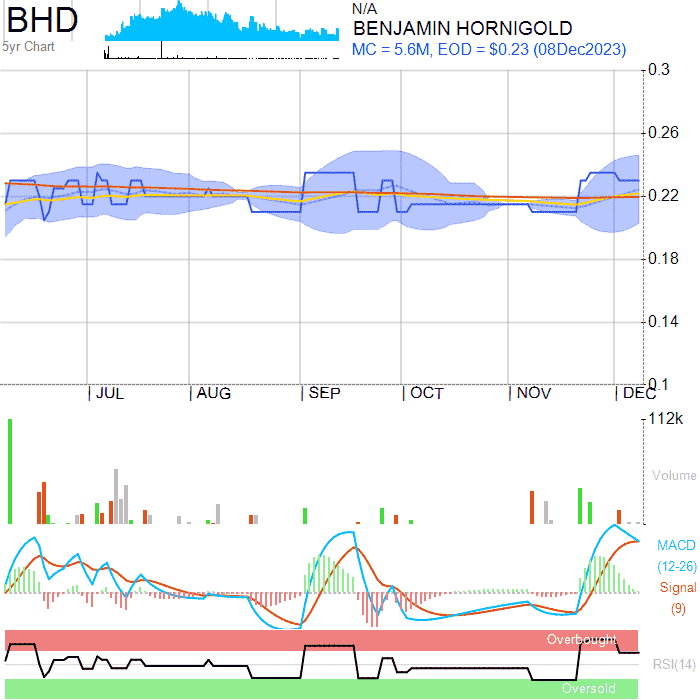 BHD
5yr Chart
N/A
BENJAMIN HORNIGOLD
MC = 5.6M, EOD = $0.23 (08Dec2023)
0.3
0.26
0.22
0.18
0.14
0.1
JUL AUG SEP OCT NOV DEC
112k
Volume
MACD
(12-26)
Signal
(9)
Overbought
RSI(14)
Oversold